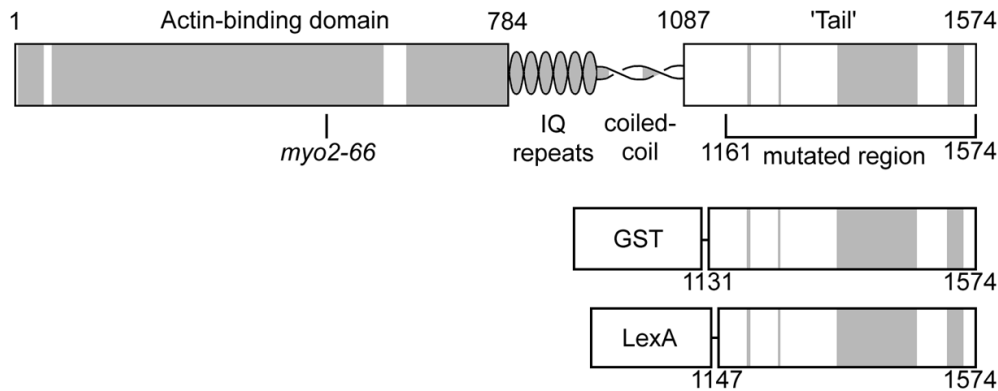 1 Actin-binding domain 784 1087 'Tail' 1574
myo2-66
IQ
repeats
coiled-
coil
1161 mutated region 1574
GST
1131 1574
LexA
1147 1574